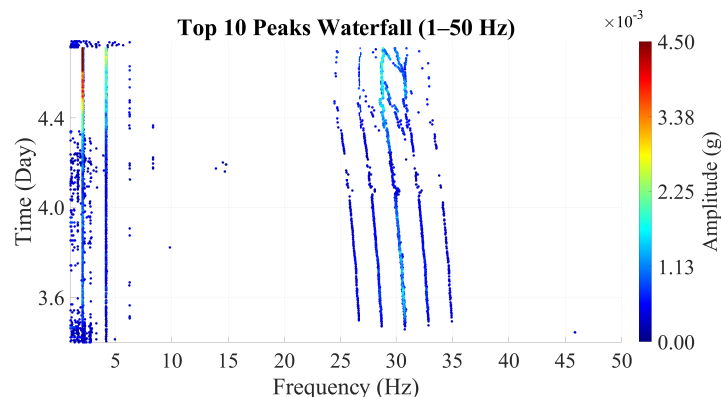 Top 10 Peaks Waterfall (1–50 Hz)
×10⁻³
4.50
3.38
2.25
1.13
0.00
Amplitude (g)
Time (Day)
4.4
4.0
3.6
5 10 15 20 25 30 35 40 45 50
Frequency (Hz)